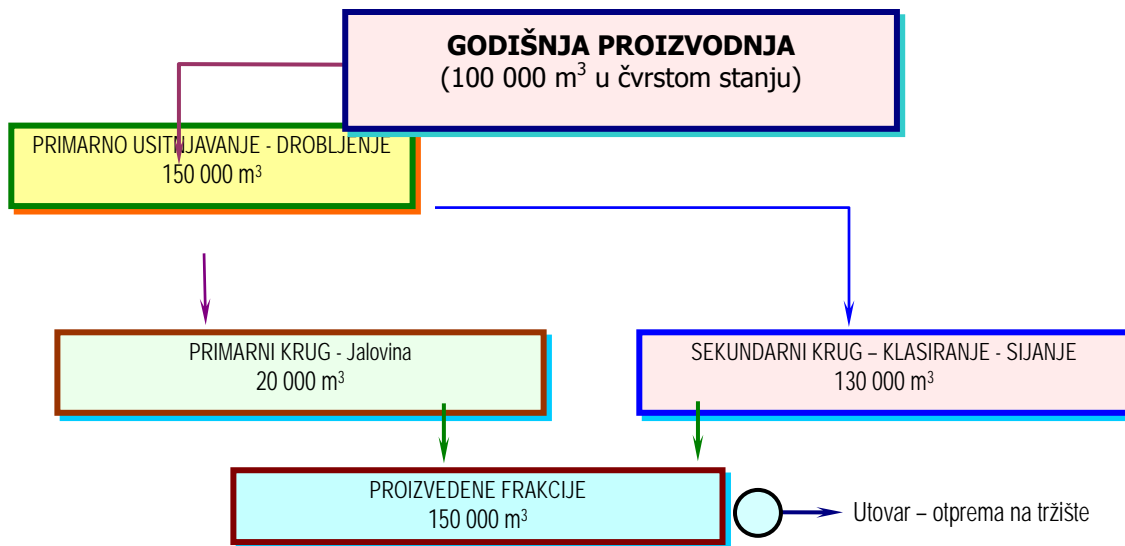 GODIŠNJA PROIZVODNJA
(100 000 m³ u čvrstom stanju)
PRIMARNO USITNJAVANJE - DROBLJENJE
150 000 m³
PRIMARNI KRUG - Jalovina
20 000 m³
SEKUNDARNI KRUG – KLASIRANJE - SIJANJE
130 000 m³
PROIZVEDENE FRAKCIJE
150 000 m³
Utovar – otprema na tržište